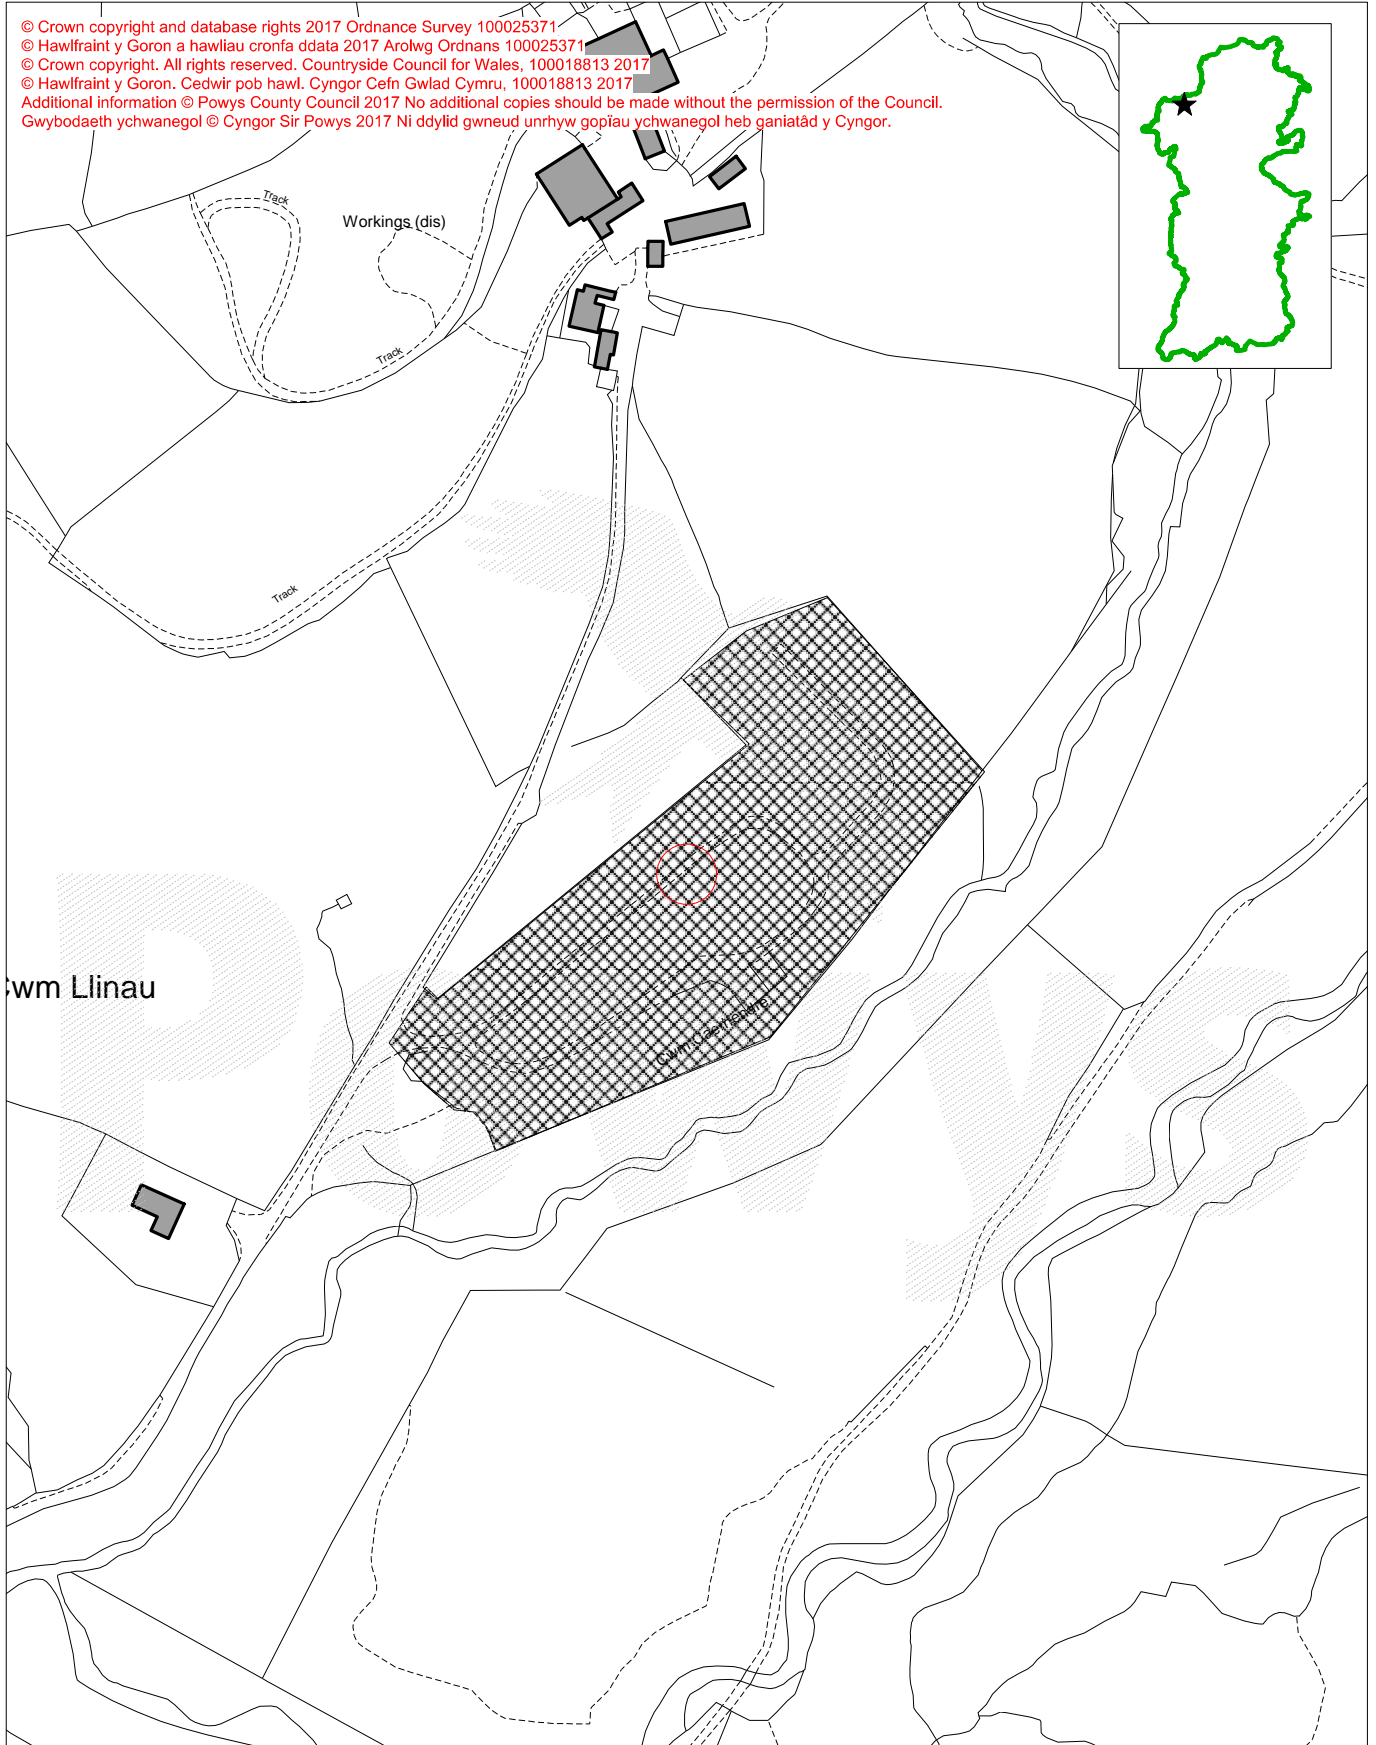 © Crown copyright and database rights 2017 Ordnance Survey 100025371
© Hawlfraint y Goron a hawliau cronfa ddata 2017 Arolwg Ordnans 100025371
© Crown copyright. All rights reserved. Countryside Council for Wales, 100018813 2017
© Hawlfraint y Goron. Cedwir pob hawl. Cyngor Cefn Gwlad Cymru, 100018813 2017
Additional information © Powys County Council 2017 No additional copies should be made without the permission of the Council.
Gwybodaeth ychwanegol © Cyngor Sir Powys 2017 Ni ddylid gwneud unrhyw gopïau ychwanegol heb ganiatâd y Cyngor.
Track
Workings (dis)
Track
Track
Cwm Llinau
Cwm
POWYS